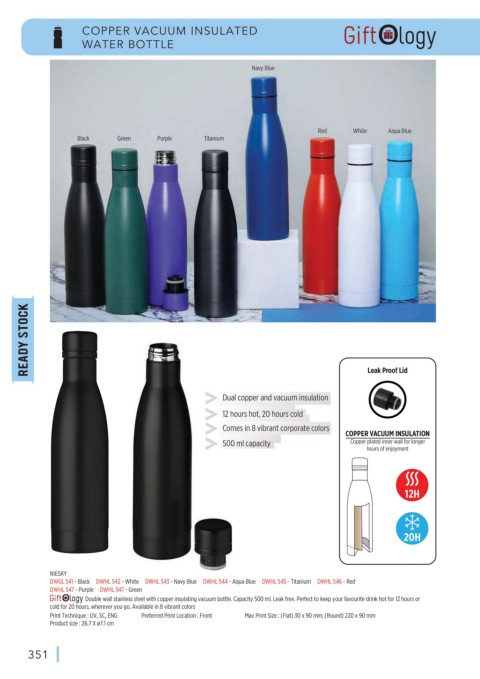 COPPER VACUUM INSULATED
WATER BOTTLE
GiftOlogy
Navy Blue
Black
Green
Purple
Titanium
Red
White
Aqua Blue
READY STOCK
Dual copper and vacuum insulation
12 hours hot, 20 hours cold
Comes in 8 vibrant corporate colors
500 ml capacity
Leak Proof Lid
COPPER VACUUM INSULATION
Copper plated inner wall for longer
hours of enjoyment
12H
20H
NIESKY
DWGL 541 - Black DWHL 542 - White DWHL 543 - Navy Blue DWHL 544 - Aqua Blue DWHL 545 - Titanium DWHL 546 - Red
DWHL 547 - Purple DWHL 547 - Green
GiftOlogy Double wall stainless steel with copper insulating vacuum bottle. Capacity 500 ml. Leak free. Perfect to keep your favourite drink hot for 12 hours or
cold for 20 hours, wherever you go. Available in 8 vibrant colors
Print Technique : UV, SC, ENG Preferred Print Location : Front Max Print Size : (Flat) 30 x 90 mm; (Round) 220 x 90 mm
Product size : 26.7 X ø7.1 cm
351